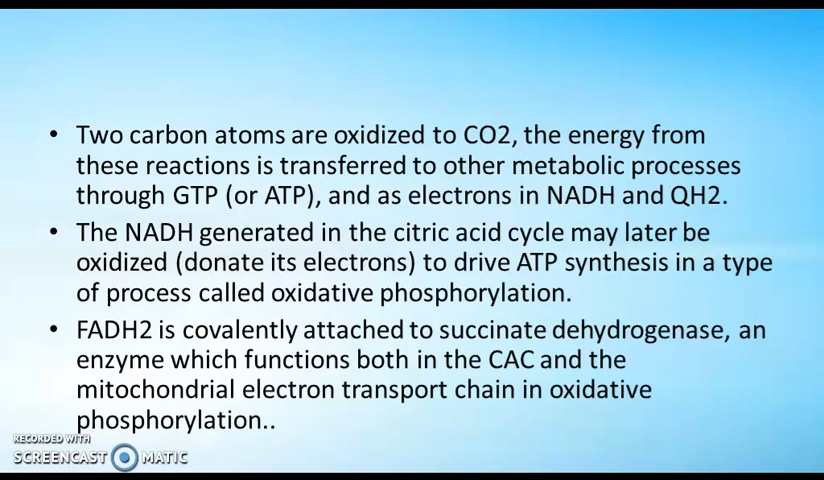 • Two carbon atoms are oxidized to CO2, the energy from
these reactions is transferred to other metabolic processes
through GTP (or ATP), and as electrons in NADH and QH2.
• The NADH generated in the citric acid cycle may later be
oxidized (donate its electrons) to drive ATP synthesis in a type
of process called oxidative phosphorylation.
• FADH2 is covalently attached to succinate dehydrogenase, an
enzyme which functions both in the CAC and the
mitochondrial electron transport chain in oxidative
phosphorylation..
RECORDED WITH
SCREENCAST MATIC